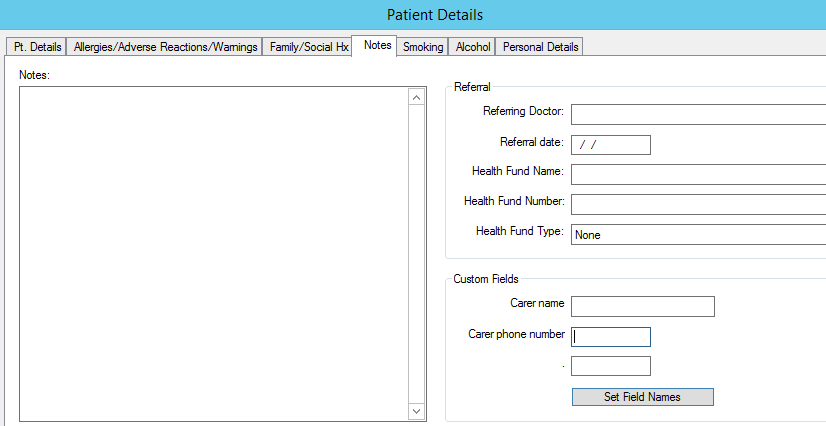 Patient Details
Pt. Details
Allergies/Adverse Reactions/Warnings
Family/Social Hx
Notes
Smoking
Alcohol
Personal Details
Notes:
Referral
Referring Doctor:
Referral date: / /
Health Fund Name:
Health Fund Number:
Health Fund Type: None
Custom Fields
Carer name
Carer phone number
.
Set Field Names